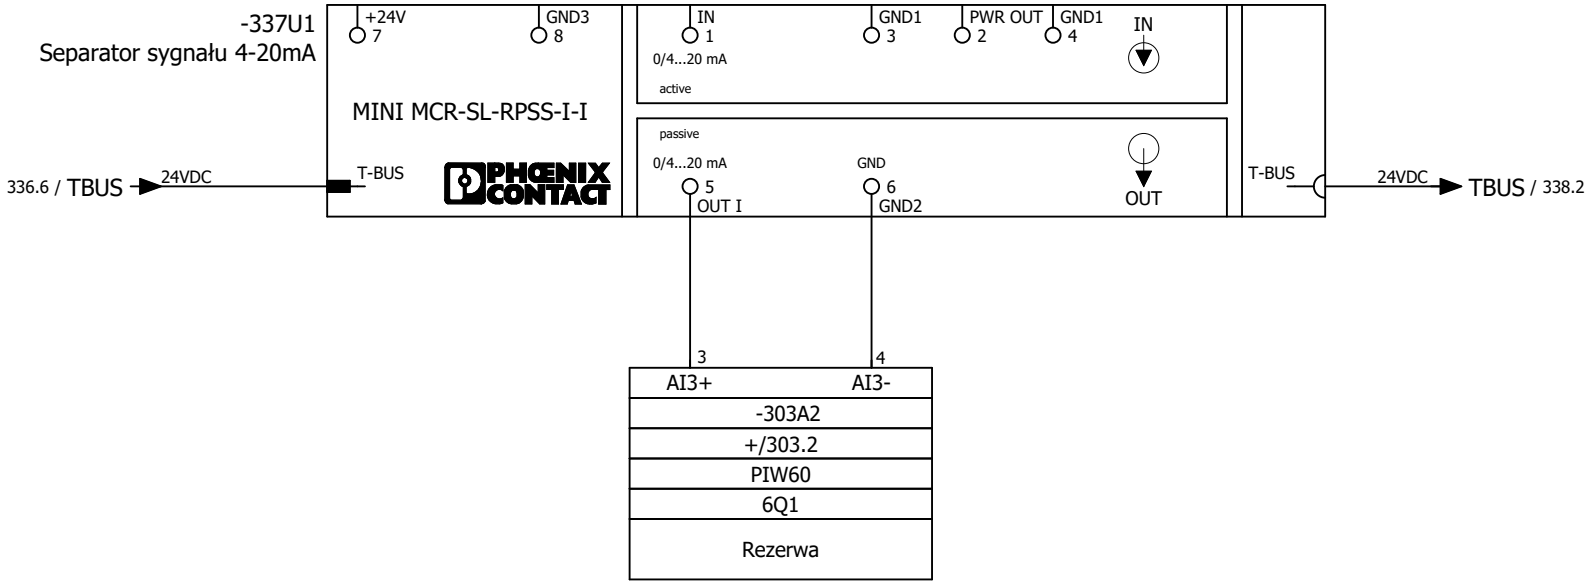 -337U1
Separator sygnału 4-20mA
+24V
7
GND3
8
IN
1
0/4...20 mA
active
GND1
3
PWR OUT
2
GND1
4
IN
MINI MCR-SL-RPSS-I-I
passive
0/4...20 mA
5
OUT I
GND
6
GND2
OUT
336.6 / TBUS
24VDC
T-BUS
PHŒNIX
CONTACT
T-BUS
24VDC
TBUS / 338.2
3
4
AI3+
AI3-
-303A2
+/303.2
PIW60
6Q1
Rezerwa